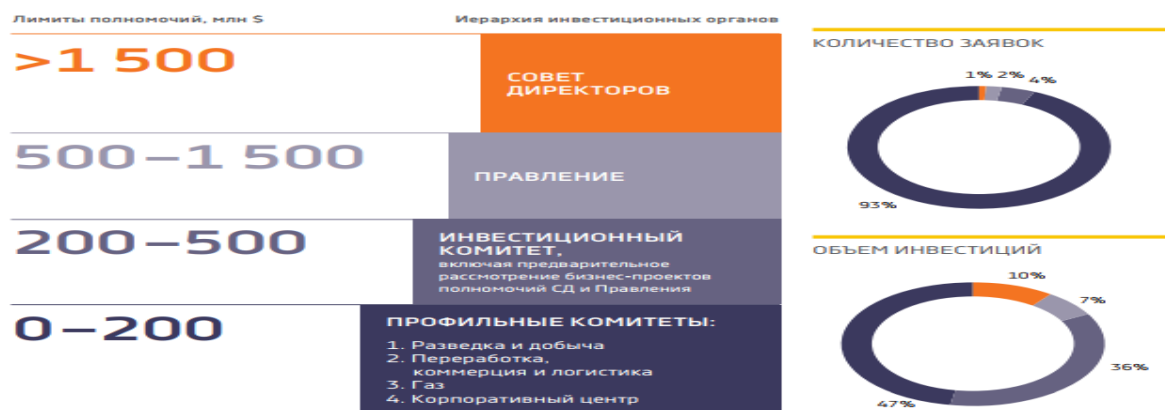 Лимиты полномочий, млн $
Иерархия инвестиционных органов
>1 500
СОВЕТ
ДИРЕКТОРОВ
500–1 500
ПРАВЛЕНИЕ
200–500
ИНВЕСТИЦИОННЫЙ
КОМИТЕТ,
включая предварительное
рассмотрение бизнес-проектов
полномочий СД и Правления
0–200
ПРОФИЛЬНЫЕ КОМИТЕТЫ:
1. Разведка и добыча
2. Переработка,
коммерция и логистика
3. Газ
4. Корпоративный центр
КОЛИЧЕСТВО ЗАЯВОК
1% 2% 4%
93%
ОБЪЕМ ИНВЕСТИЦИЙ
10%
7%
36%
47%